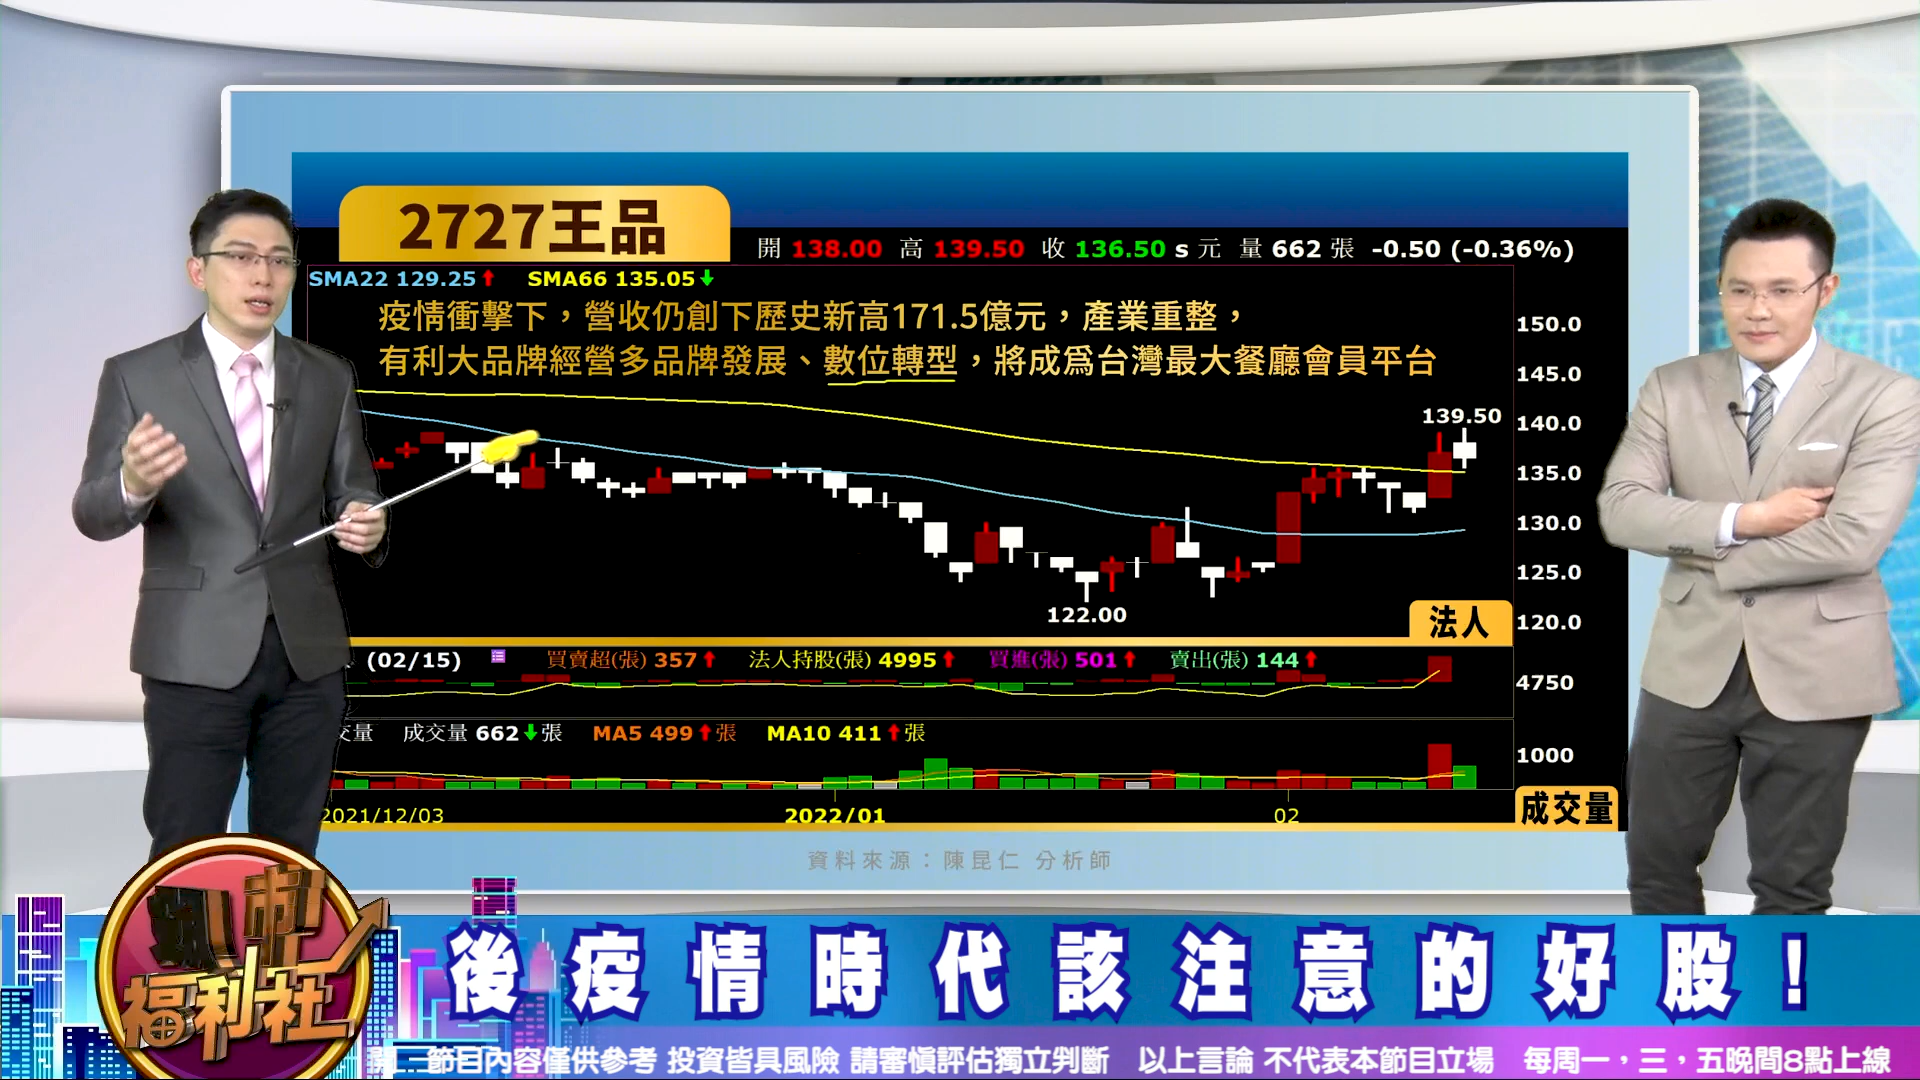 2727王品
開 138.00 高 139.50 收 136.50 s 元 量 662 張 -0.50 (-0.36%)
SMA22 129.25 SMA66 135.05
疫情衝擊下，營收仍創下歷史新高171.5億元，產業重整，
有利大品牌經營多品牌發展、數位轉型，將成為台灣最大餐廳會員平台
150.0
145.0
139.50
140.0
135.0
130.0
125.0
122.00
120.0
法人
(02/15) 買賣超(張) 357 法人持股(張) 4995 買進(張) 501 賣出(張) 144
4750
交量 成交量 662 張 MA5 499 張 MA10 411 張
1000
成交量
2021/12/03 2022/01 02
資料來源：陳昆仁 分析師
趴市
福利社
後疫情時代該注意的好股！
節目內容僅供參考 投資皆具風險 請審慎評估獨立判斷 以上言論 不代表本節目立場 每周一，三，五晚間8點上線